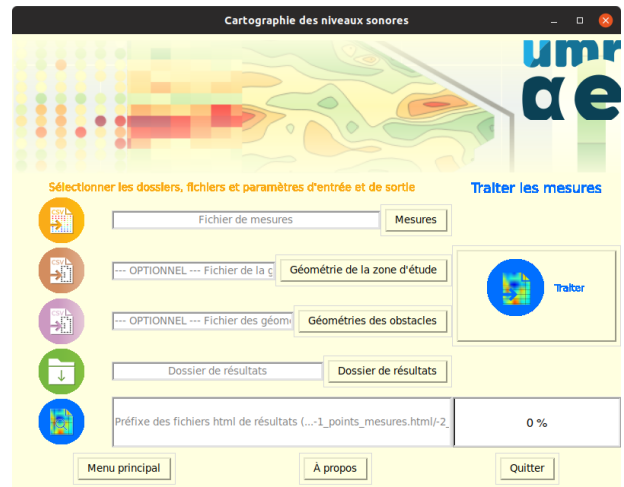 Cartographie des niveaux sonores
umr
ae
Sélectionner les dossiers, fichiers et paramètres d'entrée et de sortie
Traiter les mesures
CSV
Fichier de mesures
Mesures
CSV
--- OPTIONNEL --- Fichier de la g
Géométrie de la zone d'étude
Traiter
CSV
--- OPTIONNEL --- Fichier des géom
Géométries des obstacles
Dossier de résultats
Dossier de résultats
Préfixe des fichiers html de résultats (...-1_points_mesures.html/-2_
0 %
Menu principal
À propos
Quitter